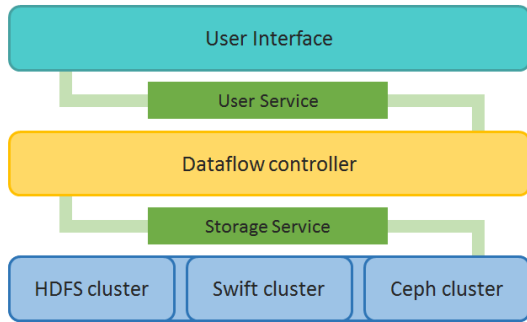 User Interface
User Service
Dataflow controller
Storage Service
HDFS cluster
Swift cluster
Ceph cluster